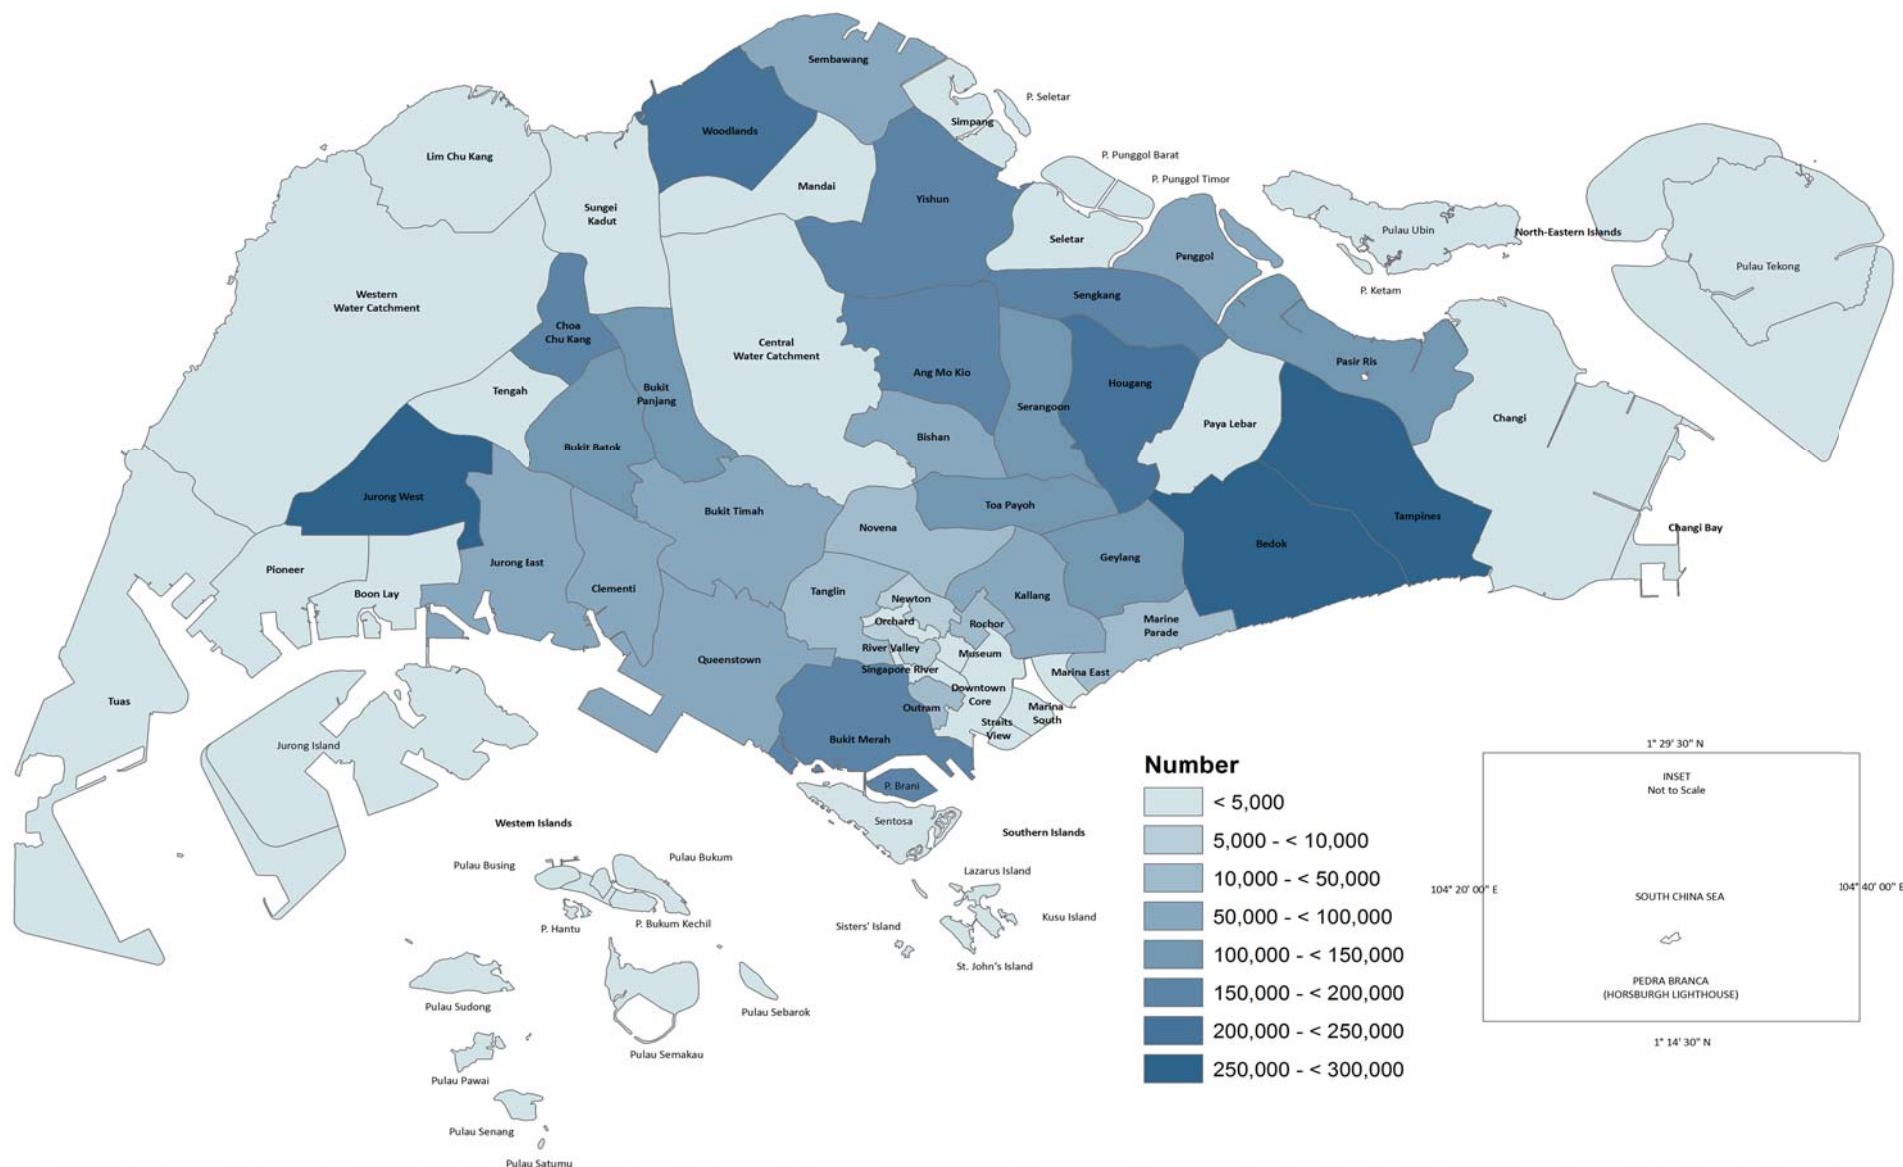 Sembawang
P. Seletar
Simpang
Woodlands
Lim Chu Kang
P. Punggol Barat
P. Punggol Timor
Mandai
Yishun
Sungei
Kadut
Seletar
Pulau Ubin
North-Eastern Islands
Punggol
Pulau Tekong
P. Ketam
Western
Water Catchment
Sengkang
Choa
Chu Kang
Central
Water Catchment
Pasir Ris
Ang Mo Kio
Hougang
Tengah
Bukit
Panjang
Serangoon
Changi
Paya Lebar
Bishan
Bukit Batok
Jurong West
Toa Payoh
Bukit Timah
Tampines
Novena
Changi Bay
Bedok
Geylang
Pioneer
Jurong East
Boon Lay
Clementi
Tanglin
Newton
Kallang
Orchard
Rochor
Marine
Parade
River Valley
Museum
Queenstown
Singapore River
Marina East
Downtown
Core
Tuas
Outram
Marina
South
Straits
View
Bukit Merah
Jurong Island
P. Brani
Sentosa
Western Islands
Southern Islands
Pulau Busing
Pulau Bukum
Lazarus Island
P. Hantu
P. Bukum Kechil
Sisters' Island
Kusu Island
St. John's Island
Pulau Sudong
Pulau Sebarok
Pulau Semakau
Pulau Pawai
Pulau Senang
Pulau Satumu
Number
< 5,000
5,000 - < 10,000
10,000 - < 50,000
50,000 - < 100,000
100,000 - < 150,000
150,000 - < 200,000
200,000 - < 250,000
250,000 - < 300,000
1° 29' 30" N
INSET
Not to Scale
104° 20' 00" E
104° 40' 00" E
SOUTH CHINA SEA
PEDRA BRANCA
(HORSBURGH LIGHTHOUSE)
1° 14' 30" N